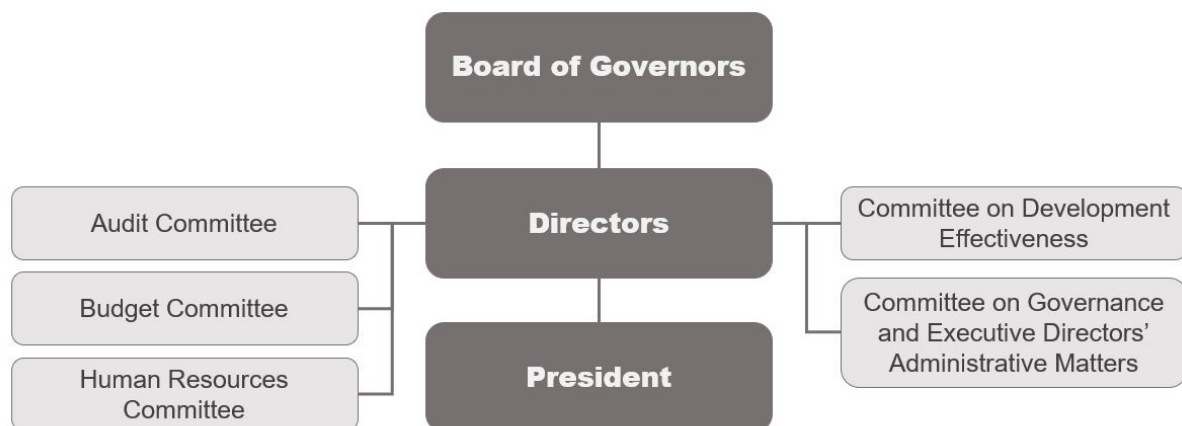 Board of Governors
Audit Committee
Directors
Committee on Development
Effectiveness
Budget Committee
Committee on Governance
and Executive Directors’
Administrative Matters
Human Resources
Committee
President